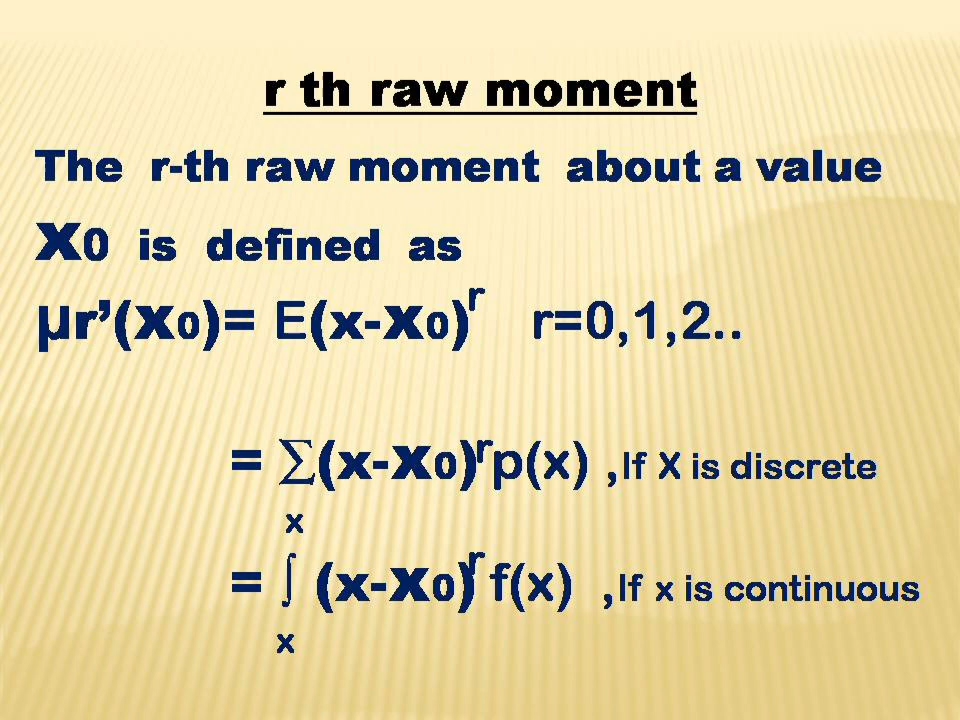 r th raw moment
The r-th raw moment about a value
x0 is defined as
μr’(x0)= E(x-x0)^r r=0,1,2..
= ∑(x-x0)^r p(x) ,If X is discrete
x
= ∫ (x-x0)^r f(x) ,If x is continuous
x